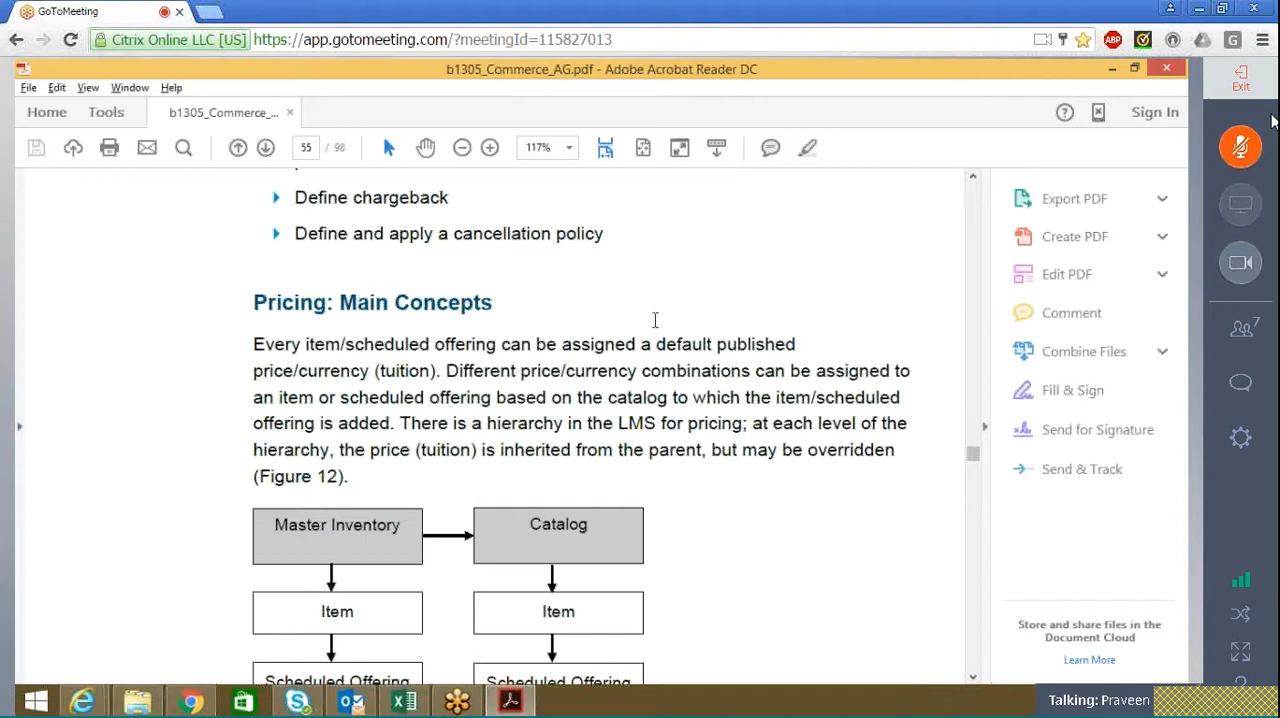 GoToMeeting
Citrix Online LLC [US]
https://app.gotomeeting.com/?meetingId=115827013
ABP
G
b1305_Commerce_AG.pdf - Adobe Acrobat Reader DC
Exit
File Edit View Window Help
Home Tools b1305_Commerce_... × Sign In
55 / 98 117%
Define chargeback
Define and apply a cancellation policy
Pricing: Main Concepts
Every item/scheduled offering can be assigned a default published
price/currency (tuition). Different price/currency combinations can be assigned to
an item or scheduled offering based on the catalog to which the item/scheduled
offering is added. There is a hierarchy in the LMS for pricing; at each level of the
hierarchy, the price (tuition) is inherited from the parent, but may be overridden
(Figure 12).
Master Inventory Catalog
Item Item
Scheduled Offering Scheduled Offering
Export PDF
Create PDF
Edit PDF
Comment
Combine Files
Fill & Sign
Send for Signature
Send & Track
Store and share files in the
Document Cloud
Learn More
7
Talking: Praveen